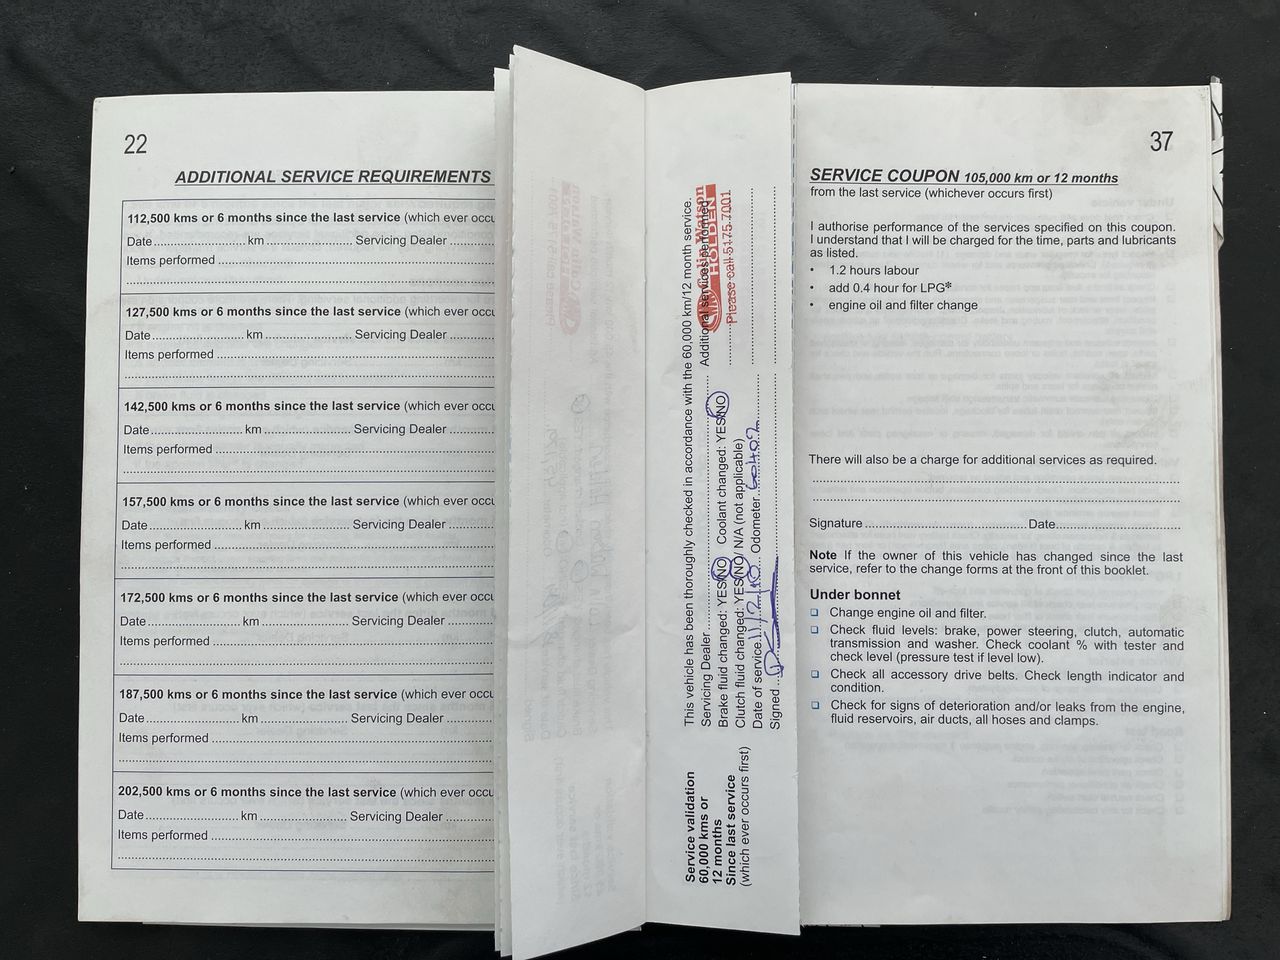 22
ADDITIONAL SERVICE REQUIREMENTS
112,500 kms or 6 months since the last service (which ever occu
Date.......................... km .......................... Servicing Dealer ..............
Items performed ..........................
127,500 kms or 6 months since the last service (which ever occu
Date.......................... km .......................... Servicing Dealer ..............
Items performed ..........................
142,500 kms or 6 months since the last service (which ever occu
Date.......................... km .......................... Servicing Dealer ..............
Items performed ..........................
157,500 kms or 6 months since the last service (which ever occu
Date.......................... km .......................... Servicing Dealer ..............
Items performed ..........................
172,500 kms or 6 months since the last service (which ever occu
Date.......................... km .......................... Servicing Dealer ..............
Items performed ..........................
187,500 kms or 6 months since the last service (which ever occu
Date.......................... km .......................... Servicing Dealer ..............
Items performed ..........................
202,500 kms or 6 months since the last service (which ever occu
Date.......................... km .......................... Servicing Dealer ..............
Items performed ..........................
Service validation
60,000 kms or
12 months
Since last service
(which ever occurs first)
This vehicle has been thoroughly checked in accordance with the 60,000 km/12 month service.
Servicing Dealer .......................... Additional services performed
Colin Watson
HOLDEN
Please call 5175 7001
Brake fluid changed: YES/NO Coolant changed: YES/NO
Clutch fluid changed: YES/NO/ N/A (not applicable)
Date of service 11/2/10 Odometer 60402
Signed
37
SERVICE COUPON 105,000 km or 12 months
from the last service (whichever occurs first)
I authorise performance of the services specified on this coupon.
I understand that I will be charged for the time, parts and lubricants
as listed.
• 1.2 hours labour
• add 0.4 hour for LPG*
• engine oil and filter change
There will also be a charge for additional services as required.
Signature .......................... Date..........................
Note If the owner of this vehicle has changed since the last
service, refer to the change forms at the front of this booklet.
Under bonnet
❑ Change engine oil and filter.
❑ Check fluid levels: brake, power steering, clutch, automatic
transmission and washer. Check coolant % with tester and
check level (pressure test if level low).
❑ Check all accessory drive belts. Check length indicator and
condition.
❑ Check for signs of deterioration and/or leaks from the engine,
fluid reservoirs, air ducts, all hoses and clamps.